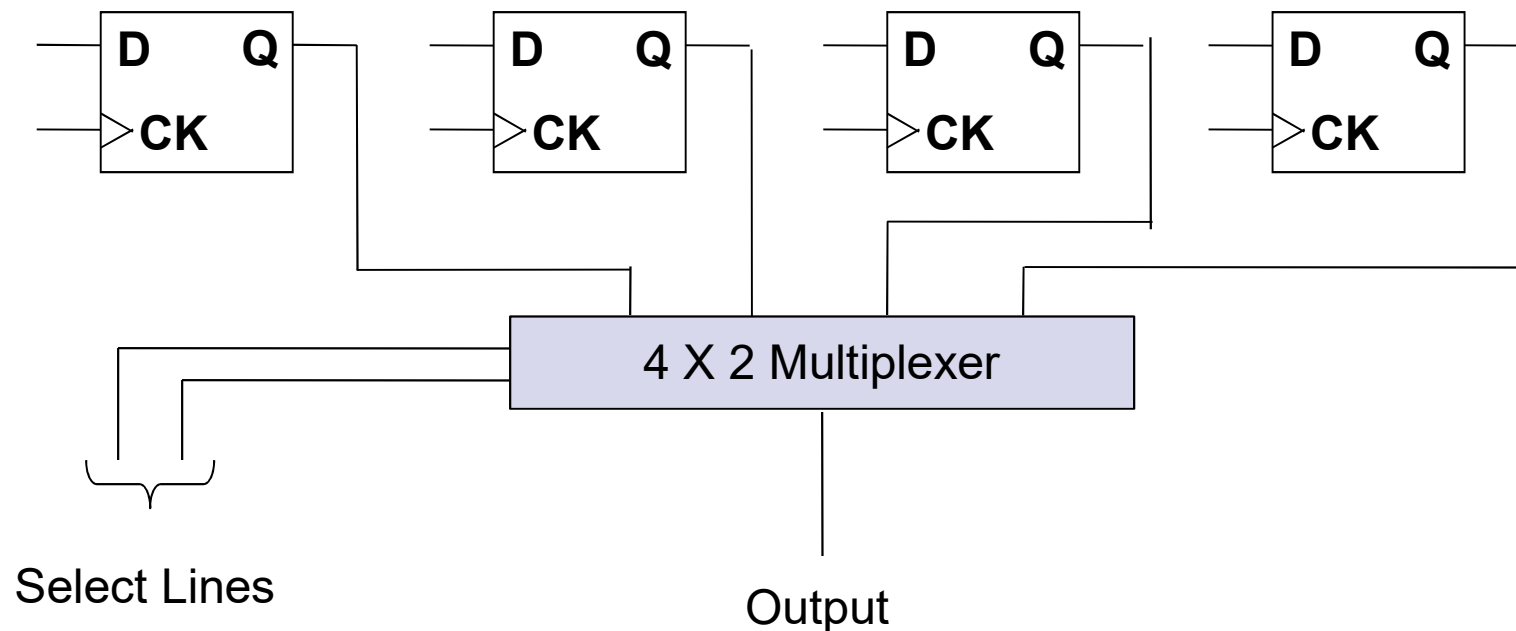 D Q D Q D Q D Q
CK CK CK CK
4 X 2 Multiplexer
Select Lines
Output